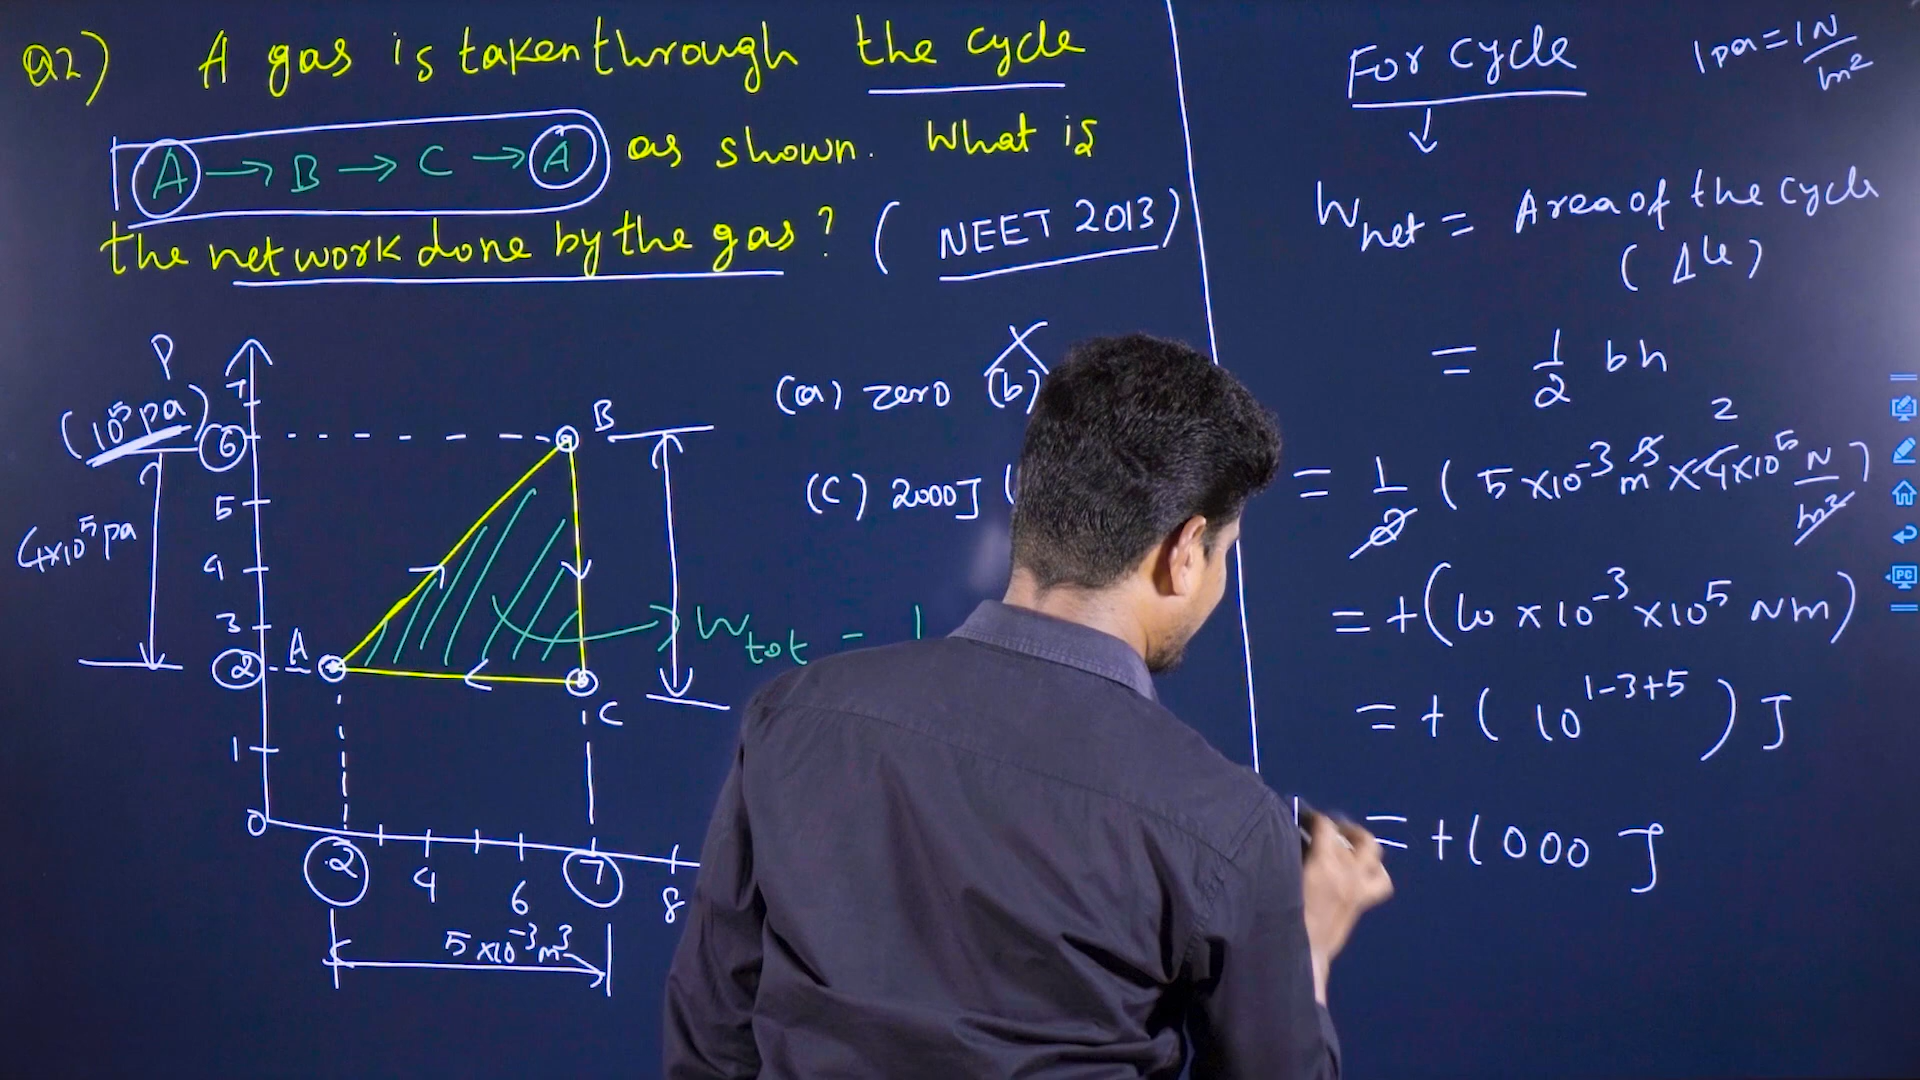 Q2) A gas is taken through the cycle
A → B → C → A as shown. What is
the net work done by the gas? (NEET 2013)
P
(10⁵ pa)
7
6
5
4
3
2
1
0
4×10⁵ pa
A
B
C
2 4 6 7 8
5×10⁻³ m³
W tot =
(a) zero (b)
(C) 2000 J (
For cycle
1 pa = 1 N/m²
W net = Area of the cycle
(Δle)
= 1/2 bh
= 1/2 (5×10⁻³ m³ × 4×10⁵ N/m²)
2
= +(10 × 10⁻³ × 10⁵ Nm)
= + (10¹⁻³⁺⁵) J
= +1000 J
PC